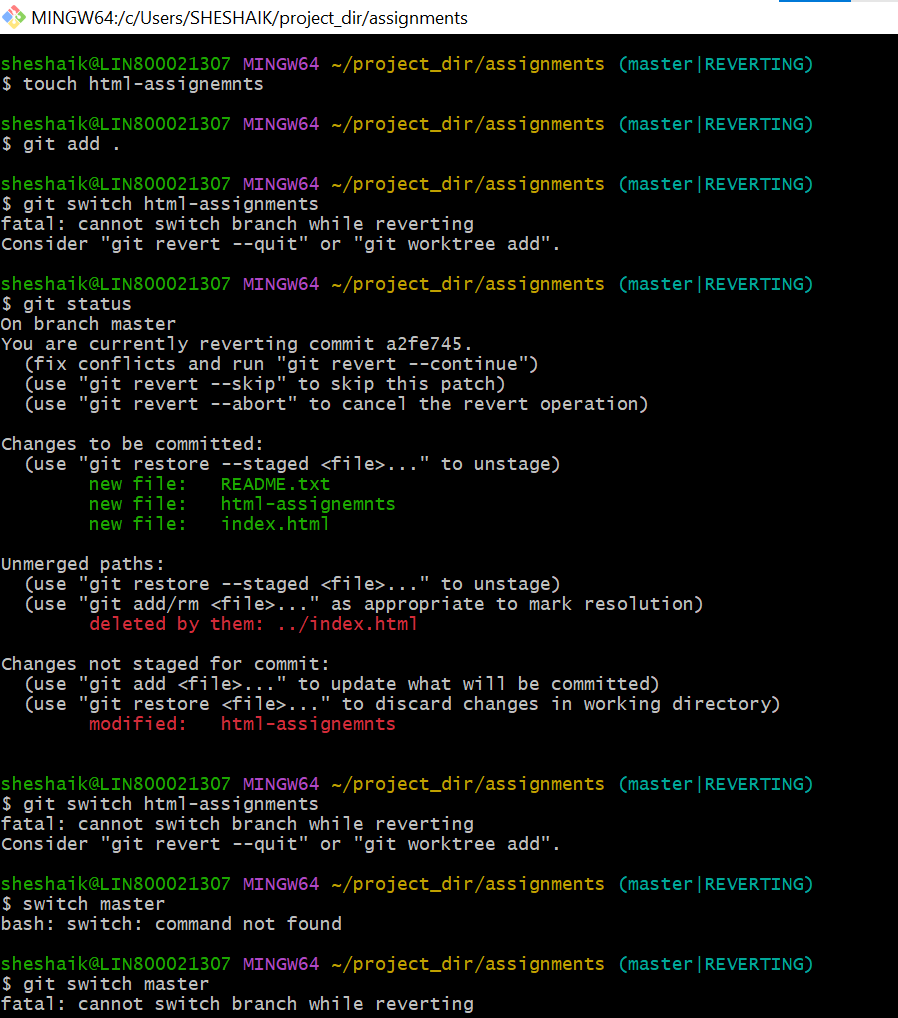 MINGW64:/c/Users/SHESHAIK/project_dir/assignments
sheshaik@LIN800021307 MINGW64 ~/project_dir/assignments (master|REVERTING)
$ touch html-assignemnts
sheshaik@LIN800021307 MINGW64 ~/project_dir/assignments (master|REVERTING)
$ git add .
sheshaik@LIN800021307 MINGW64 ~/project_dir/assignments (master|REVERTING)
$ git switch html-assignments
fatal: cannot switch branch while reverting
Consider "git revert --quit" or "git worktree add".
sheshaik@LIN800021307 MINGW64 ~/project_dir/assignments (master|REVERTING)
$ git status
On branch master
You are currently reverting commit a2fe745.
(fix conflicts and run "git revert --continue")
(use "git revert --skip" to skip this patch)
(use "git revert --abort" to cancel the revert operation)
Changes to be committed:
(use "git restore --staged <file>..." to unstage)
new file: README.txt
new file: html-assignemnts
new file: index.html
Unmerged paths:
(use "git restore --staged <file>..." to unstage)
(use "git add/rm <file>..." as appropriate to mark resolution)
deleted by them: ../index.html
Changes not staged for commit:
(use "git add <file>..." to update what will be committed)
(use "git restore <file>..." to discard changes in working directory)
modified: html-assignemnts
sheshaik@LIN800021307 MINGW64 ~/project_dir/assignments (master|REVERTING)
$ git switch html-assignments
fatal: cannot switch branch while reverting
Consider "git revert --quit" or "git worktree add".
sheshaik@LIN800021307 MINGW64 ~/project_dir/assignments (master|REVERTING)
$ switch master
bash: switch: command not found
sheshaik@LIN800021307 MINGW64 ~/project_dir/assignments (master|REVERTING)
$ git switch master
fatal: cannot switch branch while reverting